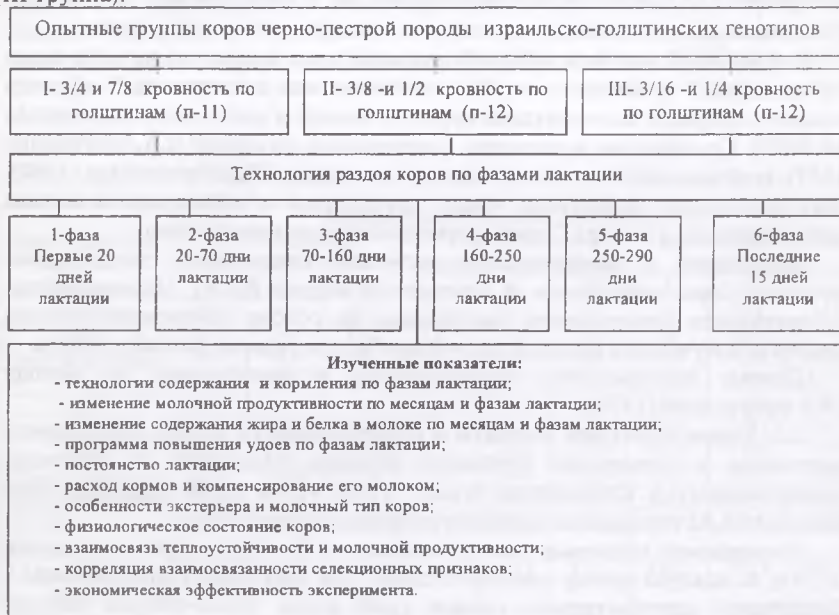 Опытные группы коров черно-пестрой породы израильско-голштинских генотипов
I- 3/4 и 7/8 кровность по
голштинам (п-11)
II- 3/8 -и 1/2 кровность по
голштинам (п-12)
III- 3/16 -и 1/4 кровность
по голштинам (п-12)
Технология раздоя коров по фазами лактации
1-фаза
Первые 20
дней
лактации
2-фаза
20-70 дни
лактации
3-фаза
70-160 дни
лактации
4-фаза
160-250
дни
лактации
5-фаза
250-290
дни
лактации
6-фаза
Последние
15 дней
лактации
Изученные показатели:
- технологии содержания и кормления по фазам лактации;
- изменение молочной продуктивности по месяцам и фазам лактации;
- изменение содержания жира и белка в молоке по месяцам и фазам лактации;
- программа повышения удоев по фазам лактации;
- постоянство лактации;
- расход кормов и компенсирование его молоком;
- особенности экстерьера и молочный тип коров;
- физиологическое состояние коров;
- взаимосвязь теплоустойчивости и молочной продуктивности;
- корреляция взаимосвязанности селекционных признаков;
- экономическая эффективность эксперимента.